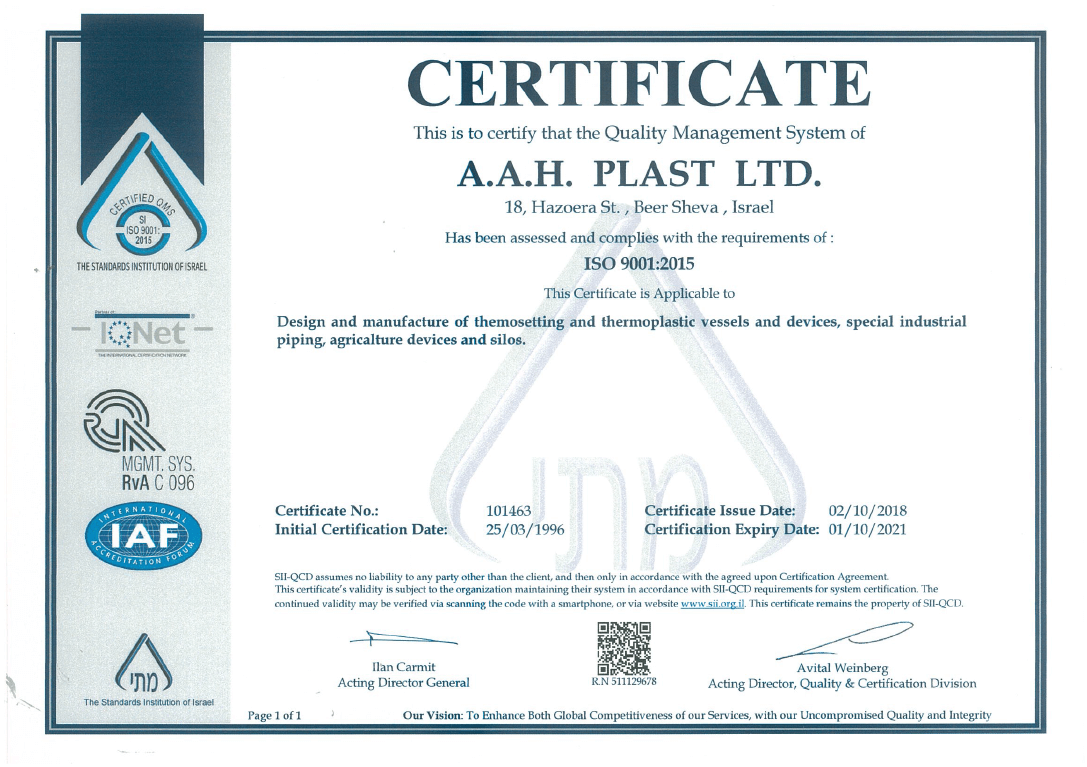 CERTIFICATE
This is to certify that the Quality Management System of
A.A.H. PLAST LTD.
18, Hazoera St. , Beer Sheva , Israel
Has been assessed and complies with the requirements of :
ISO 9001:2015
This Certificate is Applicable to
Design and manufacture of themosetting and thermoplastic vessels and devices, special industrial
piping, agricalture devices and silos.
Certificate No.: 101463 Certificate Issue Date: 02/10/2018
Initial Certification Date: 25/03/1996 Certification Expiry Date: 01/10/2021
SII-QCD assumes no liability to any party other than the client, and then only in accordance with the agreed upon Certification Agreement.
This certificate's validity is subject to the organization maintaining their system in accordance with SII-QCD requirements for system certification. The
continued validity may be verified via scanning the code with a smartphone, or via website www.sii.org.il. This certificate remains the property of SII-QCD.
Ilan Carmit
Acting Director General
R.N 511129678
Avital Weinberg
Acting Director, Quality & Certification Division
Page 1 of 1
Our Vision: To Enhance Both Global Competitiveness of our Services, with our Uncompromised Quality and Integrity
CERTIFIED QMS
SI
ISO 9001:
2015
THE STANDARDS INSTITUTION OF ISRAEL
Partner of:
IQNet
THE INTERNATIONAL CERTIFICATION NETWORK
RvA
MGMT. SYS.
RvA C 096
INTERNATIONAL
IAF
ACCREDITATION FORUM
מתי
The Standards Institution of Israel
מתי